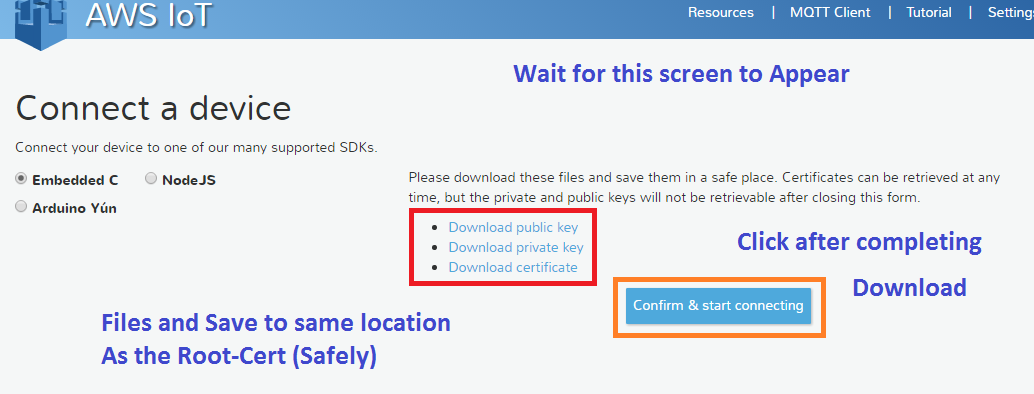 AWS IoT
Resources | MQTT Client | Tutorial | Setting
Wait for this screen to Appear
Connect a device
Connect your device to one of our many supported SDKs.
Embedded C NodeJS
Arduino Yún
Please download these files and save them in a safe place. Certificates can be retrieved at any
time, but the private and public keys will not be retrievable after closing this form.
Download public key
Download private key
Download certificate
Click after completing
Download
Confirm & start connecting
Files and Save to same location
As the Root-Cert (Safely)